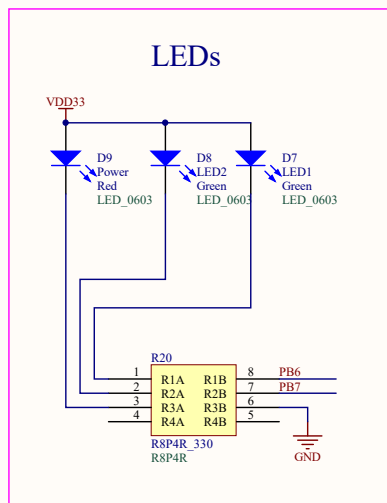 LEDs
VDD33
D9
Power
Red
LED_0603
D8
LED2
Green
LED_0603
D7
LED1
Green
LED_0603
R20
1 R1A R1B 8 PB6
2 R2A R2B 7 PB7
3 R3A R3B 6
4 R4A R4B 5
R8P4R_330
R8P4R
GND